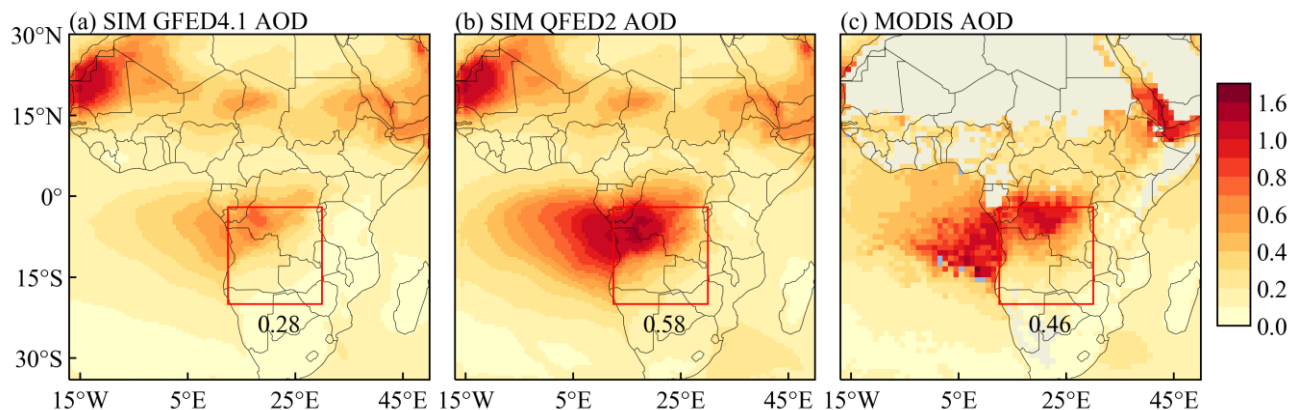 (a) SIM GFED4.1 AOD
(b) SIM QFED2 AOD
(c) MODIS AOD
30°N
15°N
0°
15°S
30°S
0.28
0.58
0.46
1.6
1.0
0.8
0.6
0.4
0.2
0.0
15°W 5°E 25°E 45°E
15°W 5°E 25°E 45°E
15°W 5°E 25°E 45°E